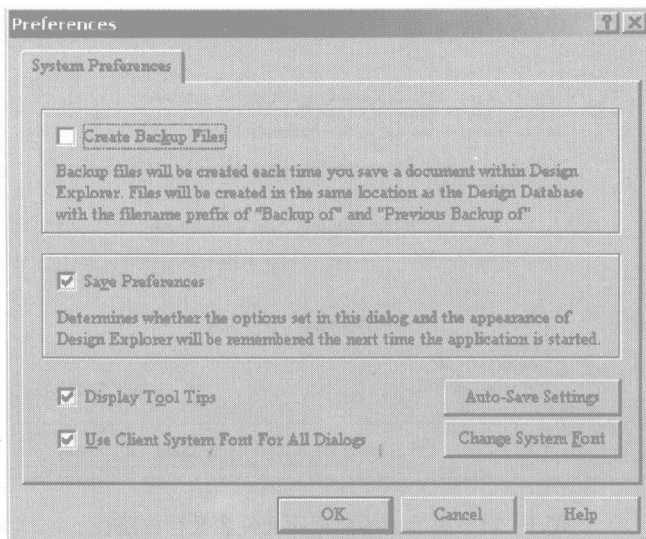 Preferences
System Preferences
Create Backup Files
Backup files will be created each time you save a document within Design
Explorer. Files will be created in the same location as the Design Database
with the filename prefix of "Backup of" and "Previous Backup of"
Save Preferences
Determines whether the options set in this dialog and the appearance of
Design Explorer will be remembered the next time the application is started.
Display Tool Tips
Auto-Save Settings
Use Client System Font For All Dialogs
Change System Font
OK
Cancel
Help